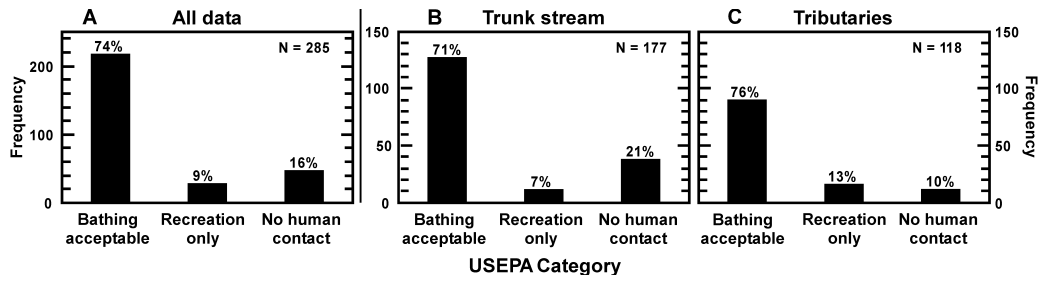 A All data
B Trunk stream
C Tributaries
Frequency
200
100
0
74%
9%
16%
N = 285
Bathing acceptable
Recreation only
No human contact
150
100
50
0
71%
7%
21%
N = 177
Bathing acceptable
Recreation only
No human contact
76%
13%
10%
N = 118
150
100
50
0
Frequency
Bathing acceptable
Recreation only
No human contact
USEPA Category